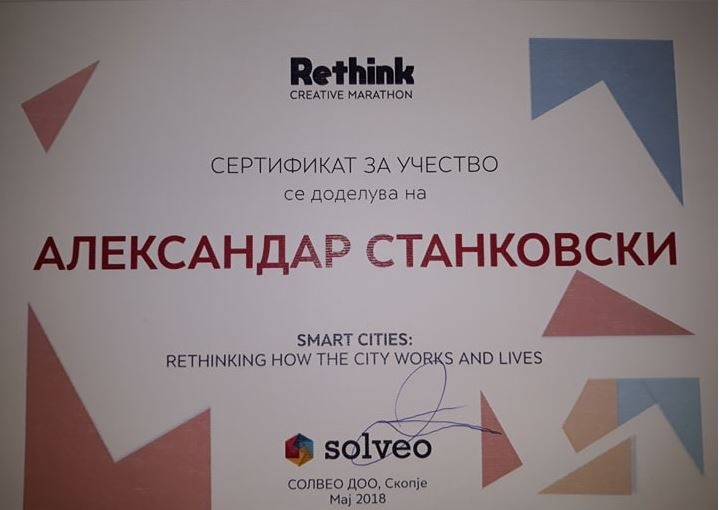 Rethink
CREATIVE MARATHON
СЕРТИФИКАТ ЗА УЧЕСТВО
се доделува на
АЛЕКСАНДАР СТАНКОВСКИ
SMART CITIES:
RETHINKING HOW THE CITY WORKS AND LIVES
solveo
СОЛВЕО ДОО, Скопје
Мај 2018